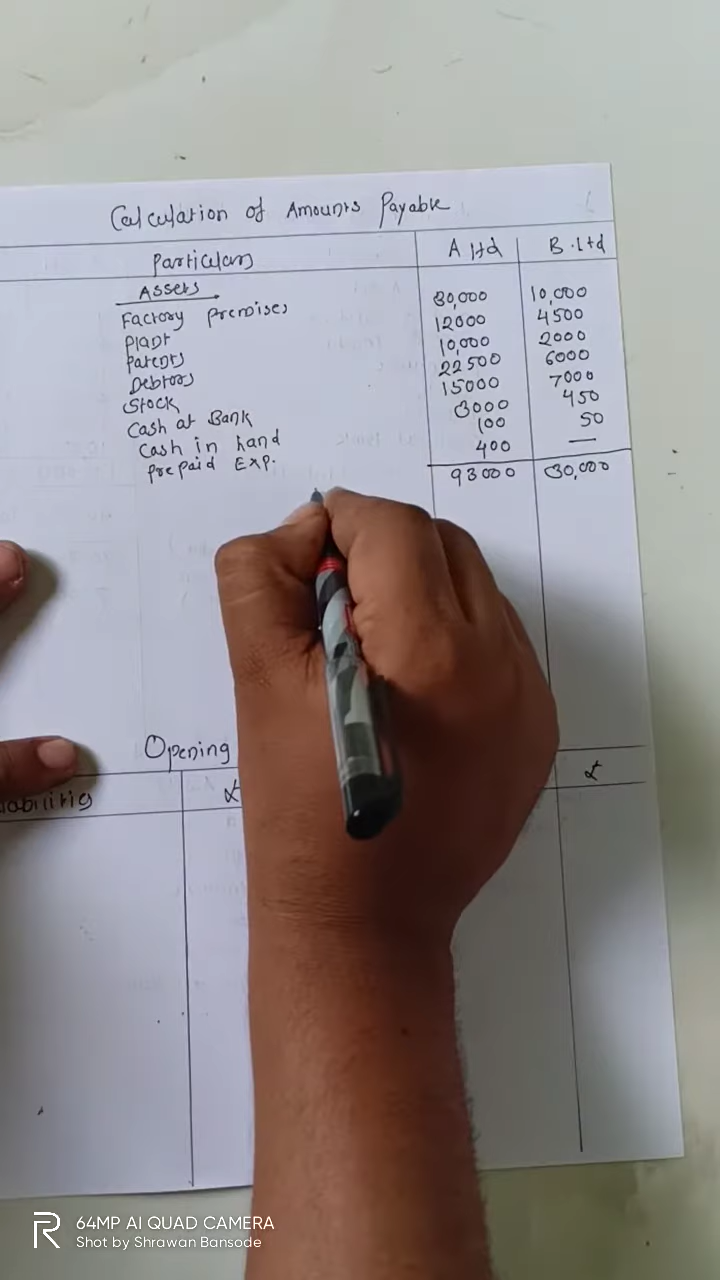 Calculation of Amounts Payable
Particulars A ltd B. Ltd
Assets
Factory premises 30,000 10,000
Plant 12000 4500
Patents 10,000 2000
Debtors 22500 6000
Stock 15000 7000
Cash at Bank 3000 450
Cash in hand 100 50
Prepaid Exp. 400 —
93000 30,000
Opening
abilities ₹ ₹
64MP AI QUAD CAMERA
Shot by Shrawan Bansode